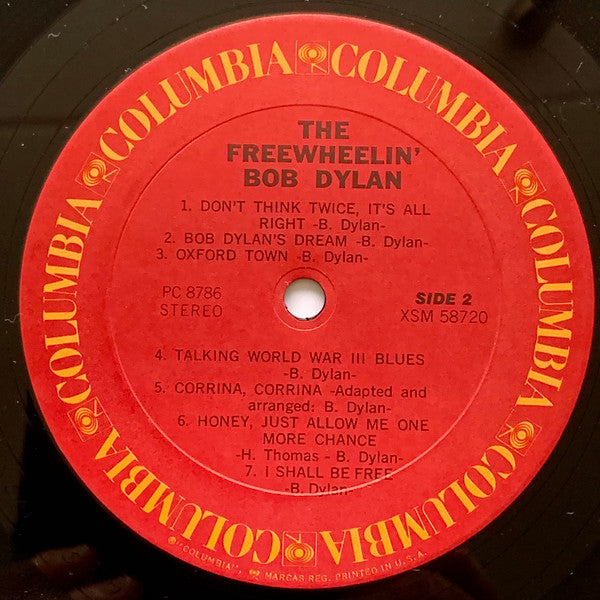 COLUMBIA COLUMBIA COLUMBIA COLUMBIA COLUMBIA COLUMBIA COLUMBIA COLUMBIA
THE
FREEWHEELIN'
BOB DYLAN
1. DON'T THINK TWICE, IT'S ALL
RIGHT -B. Dylan-
2. BOB DYLAN'S DREAM -B. Dylan-
3. OXFORD TOWN -B. Dylan-
PC 8786
STEREO
SIDE 2
XSM 58720
4. TALKING WORLD WAR III BLUES
-B. Dylan-
5. CORRINA, CORRINA -Adapted and
arranged: B. Dylan-
6. HONEY, JUST ALLOW ME ONE
MORE CHANCE
-H. Thomas - B. Dylan-
7. I SHALL BE FREE
-B. Dylan-
"COLUMBIA", MARCAS REG. PRINTED IN U.S.A.